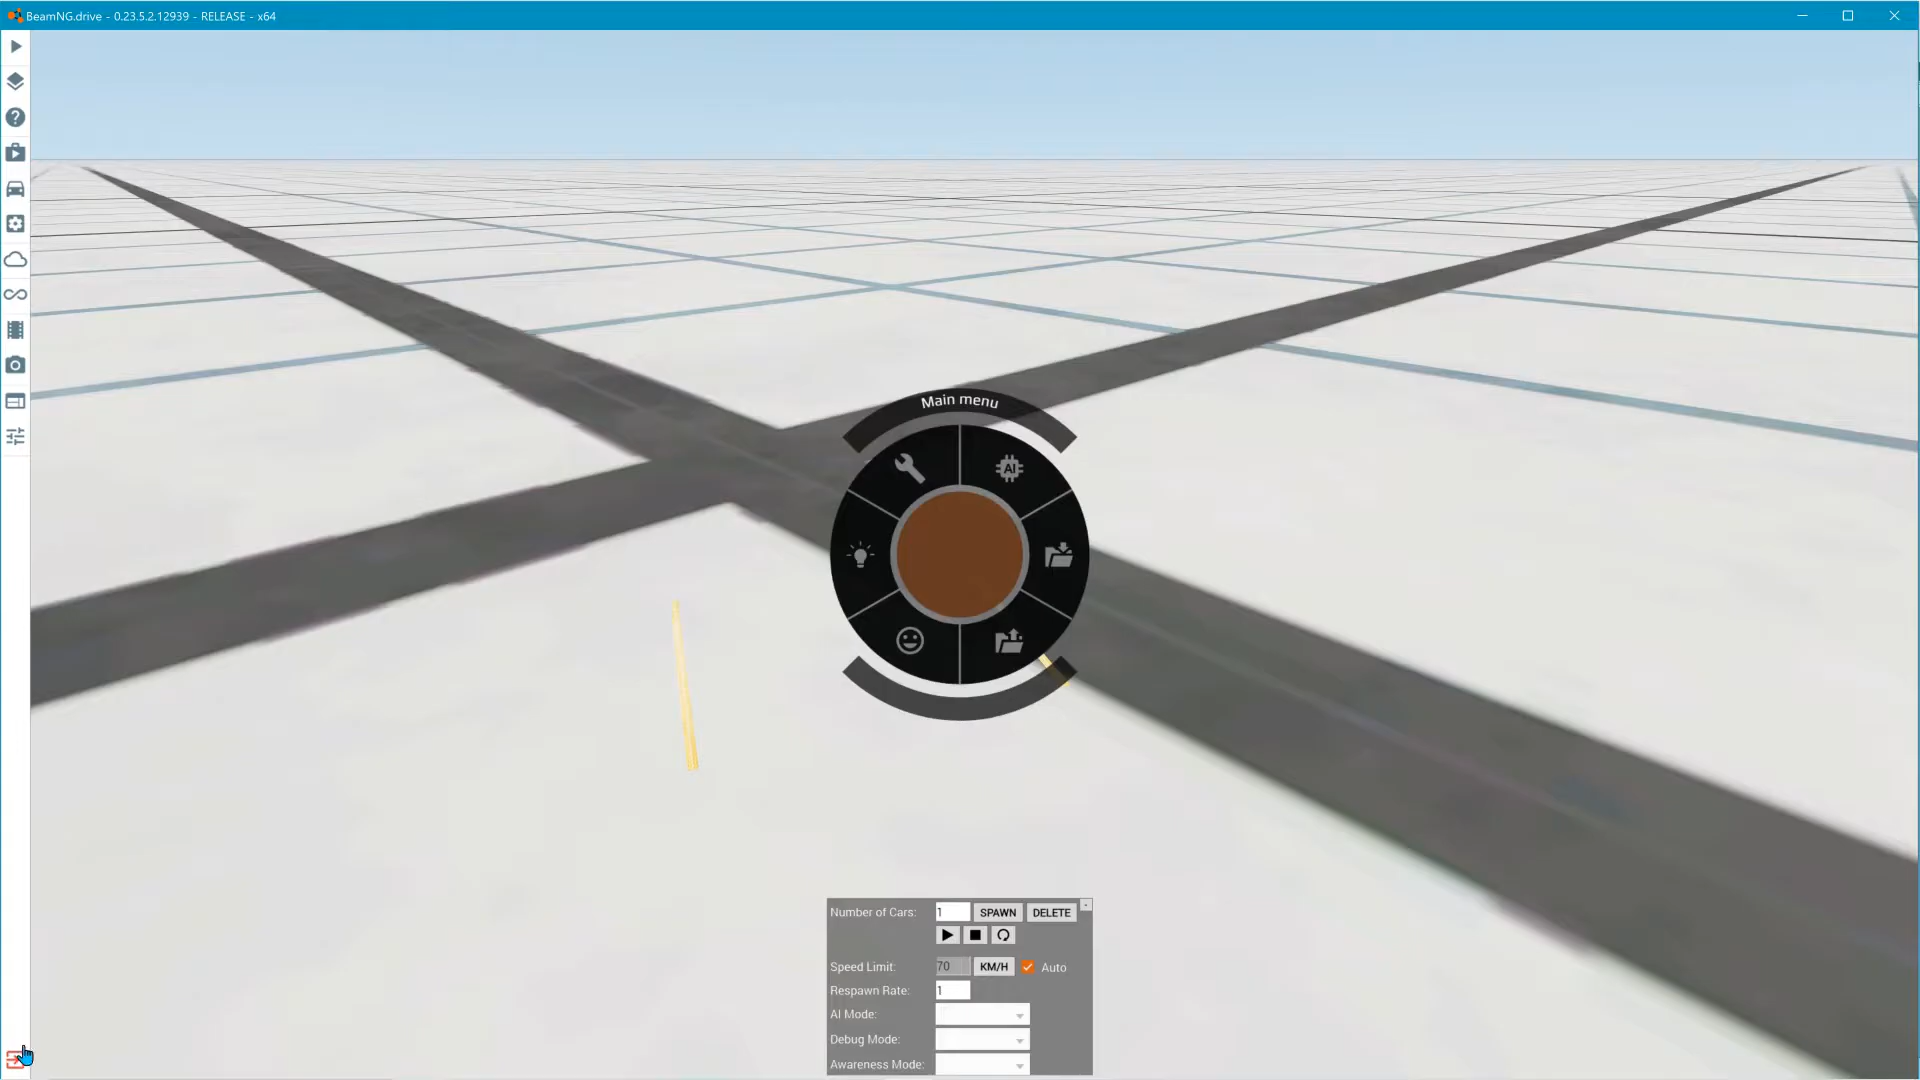 BeamNG.drive - 0.23.5.2.12939 - RELEASE - x64
Main menu
AI
Number of Cars: 1 SPAWN DELETE
Speed Limit: 70 KM/H Auto
Respawn Rate: 1
AI Mode:
Debug Mode:
Awareness Mode: